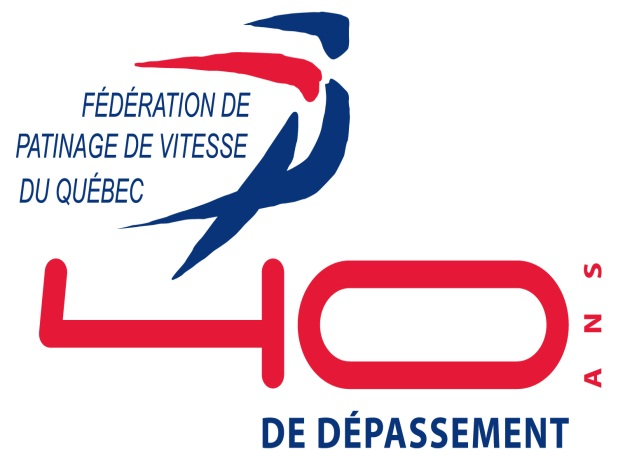 FÉDÉRATION DE
PATINAGE DE VITESSE
DU QUÉBEC
40
ANS
DE DÉPASSEMENT